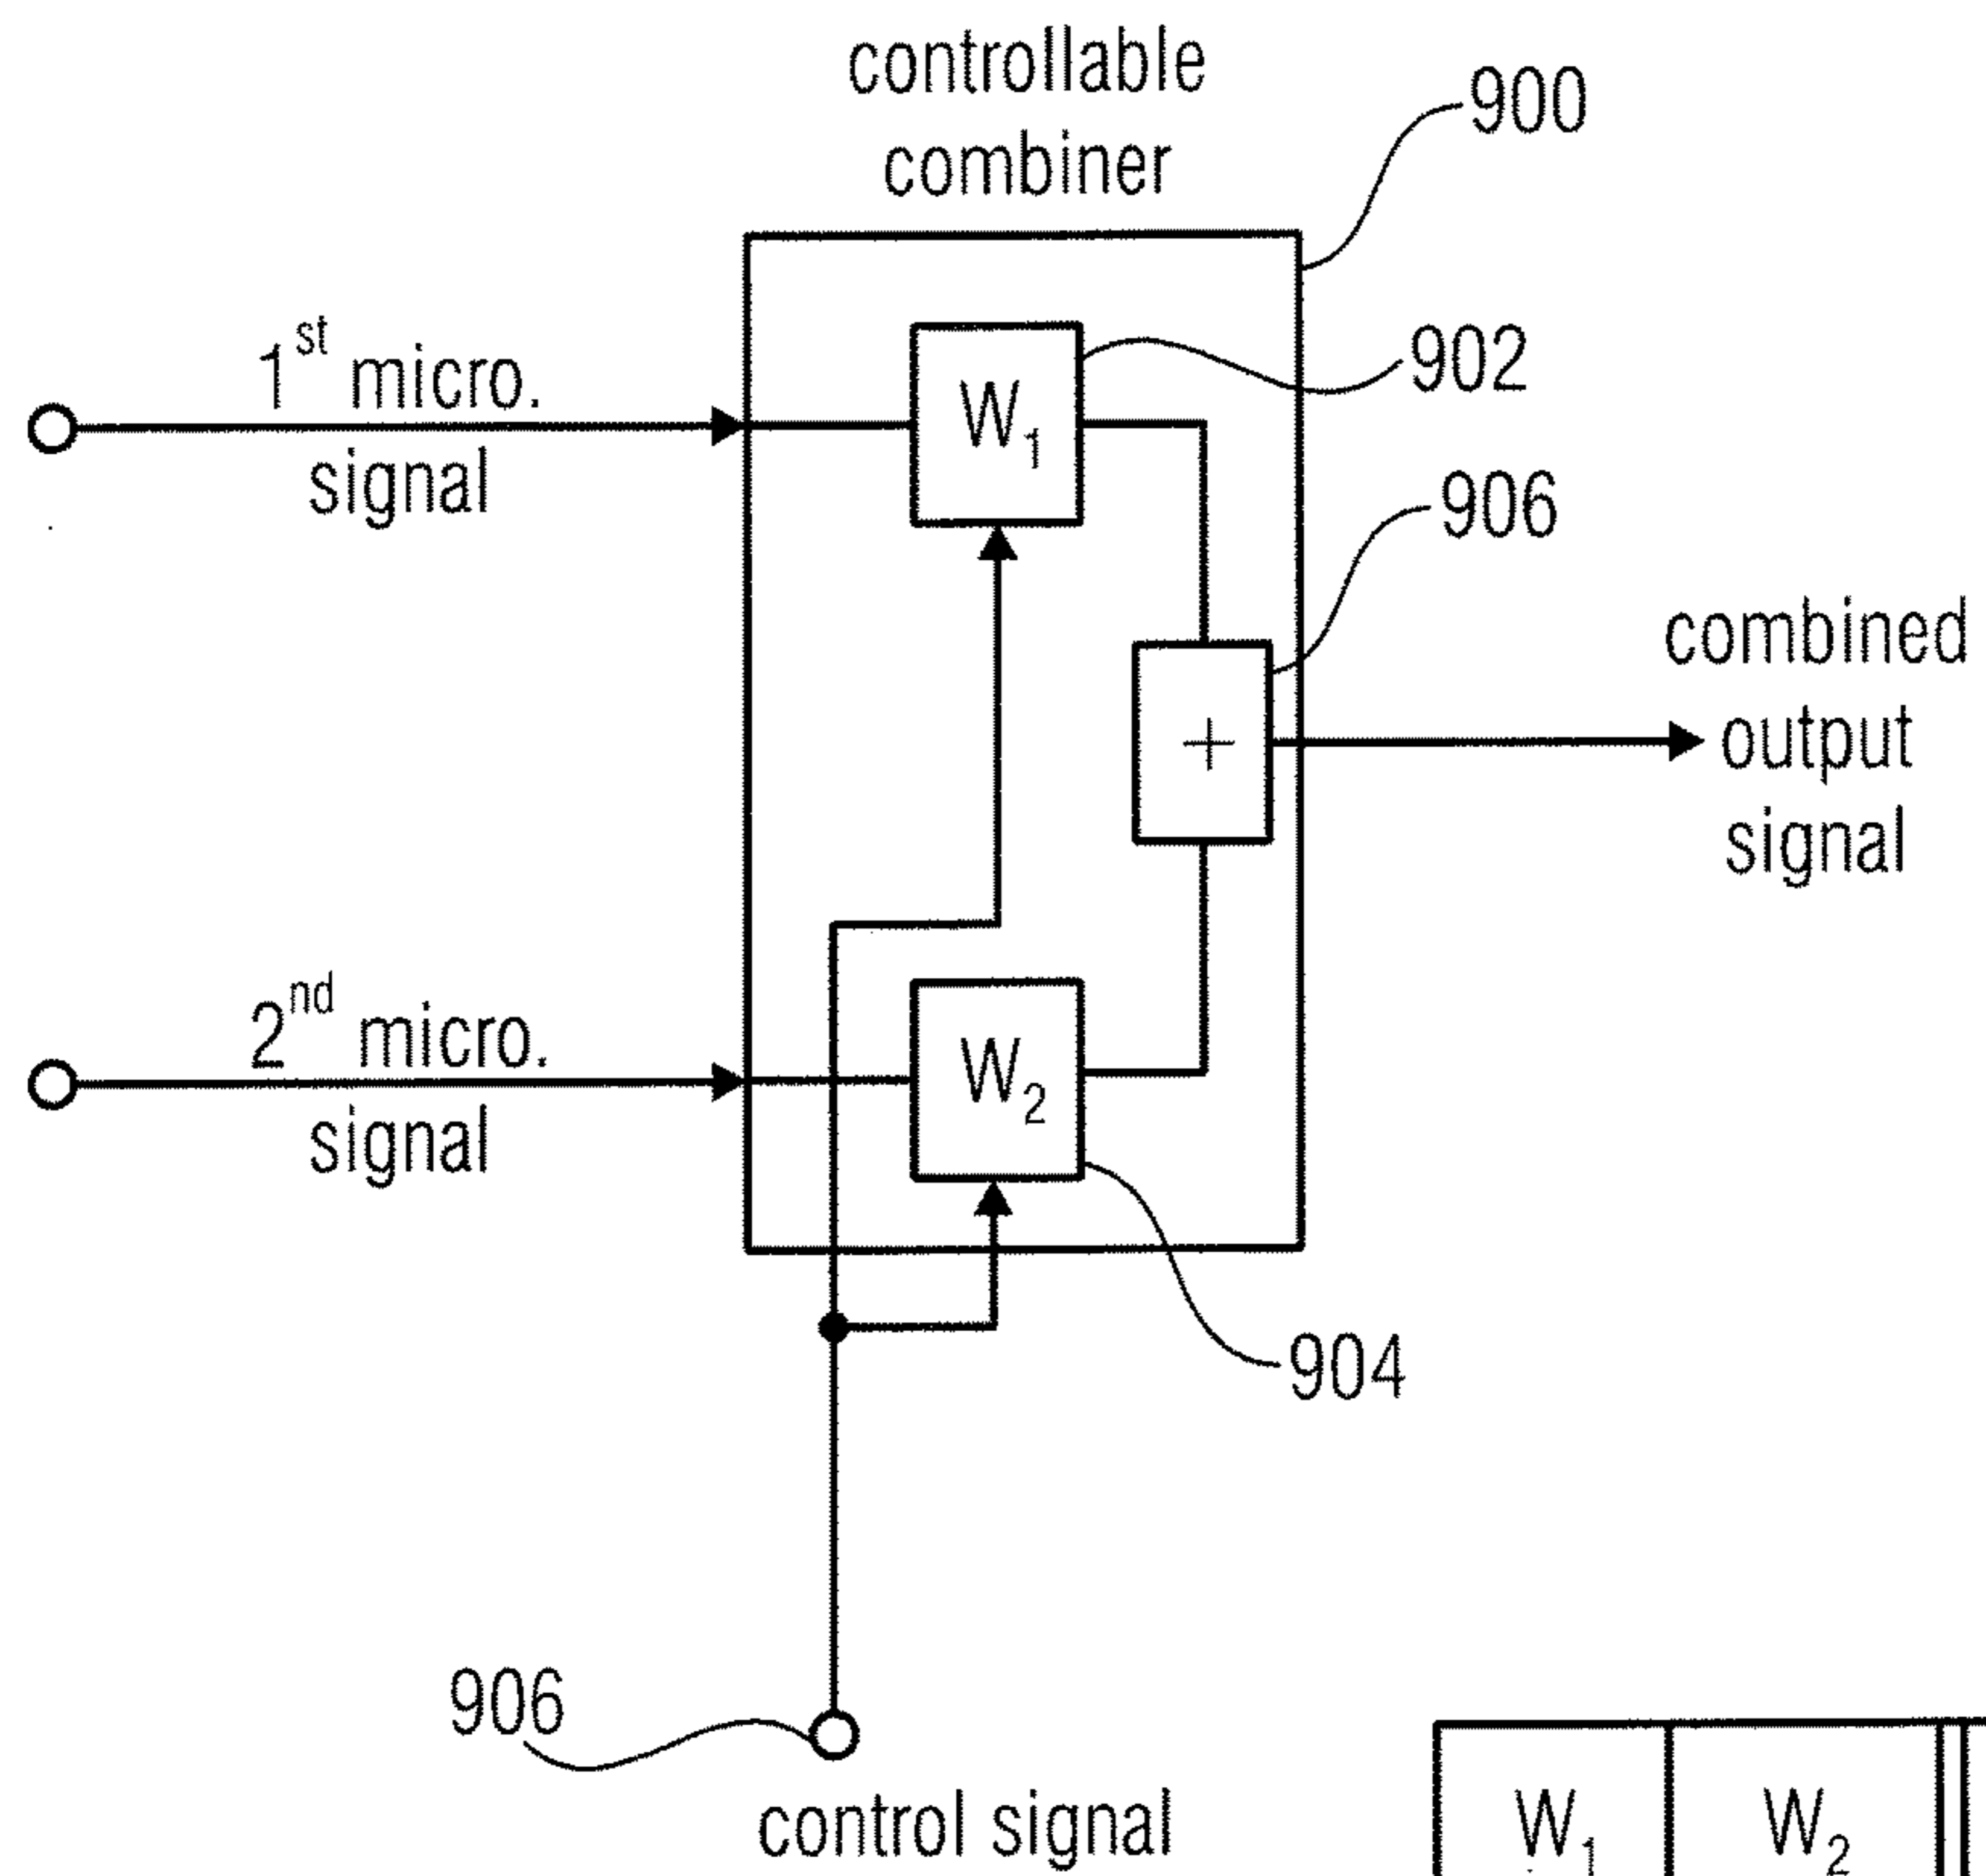 controllable
combiner
900
1st micro.
signal
W1
902
906
combined
output
signal
+
2nd micro.
signal
W2
904
906
control signal
W1 W2